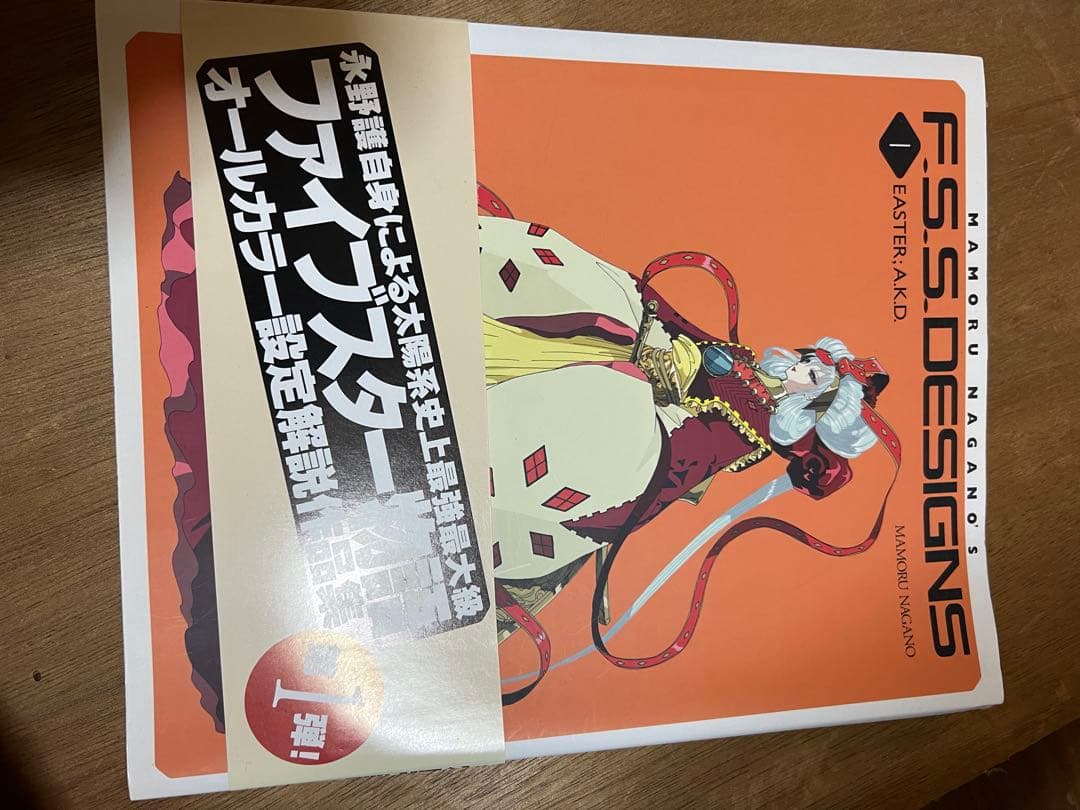 MAMORU NAGANO'S
F.S.S. DESIGNS
1 EASTER; A.K.D.
MAMORU NAGANO
永野護自身による太陽系史上最強最大級
ファイブスター物語
オールカラー設定解説作品集
第1弾!